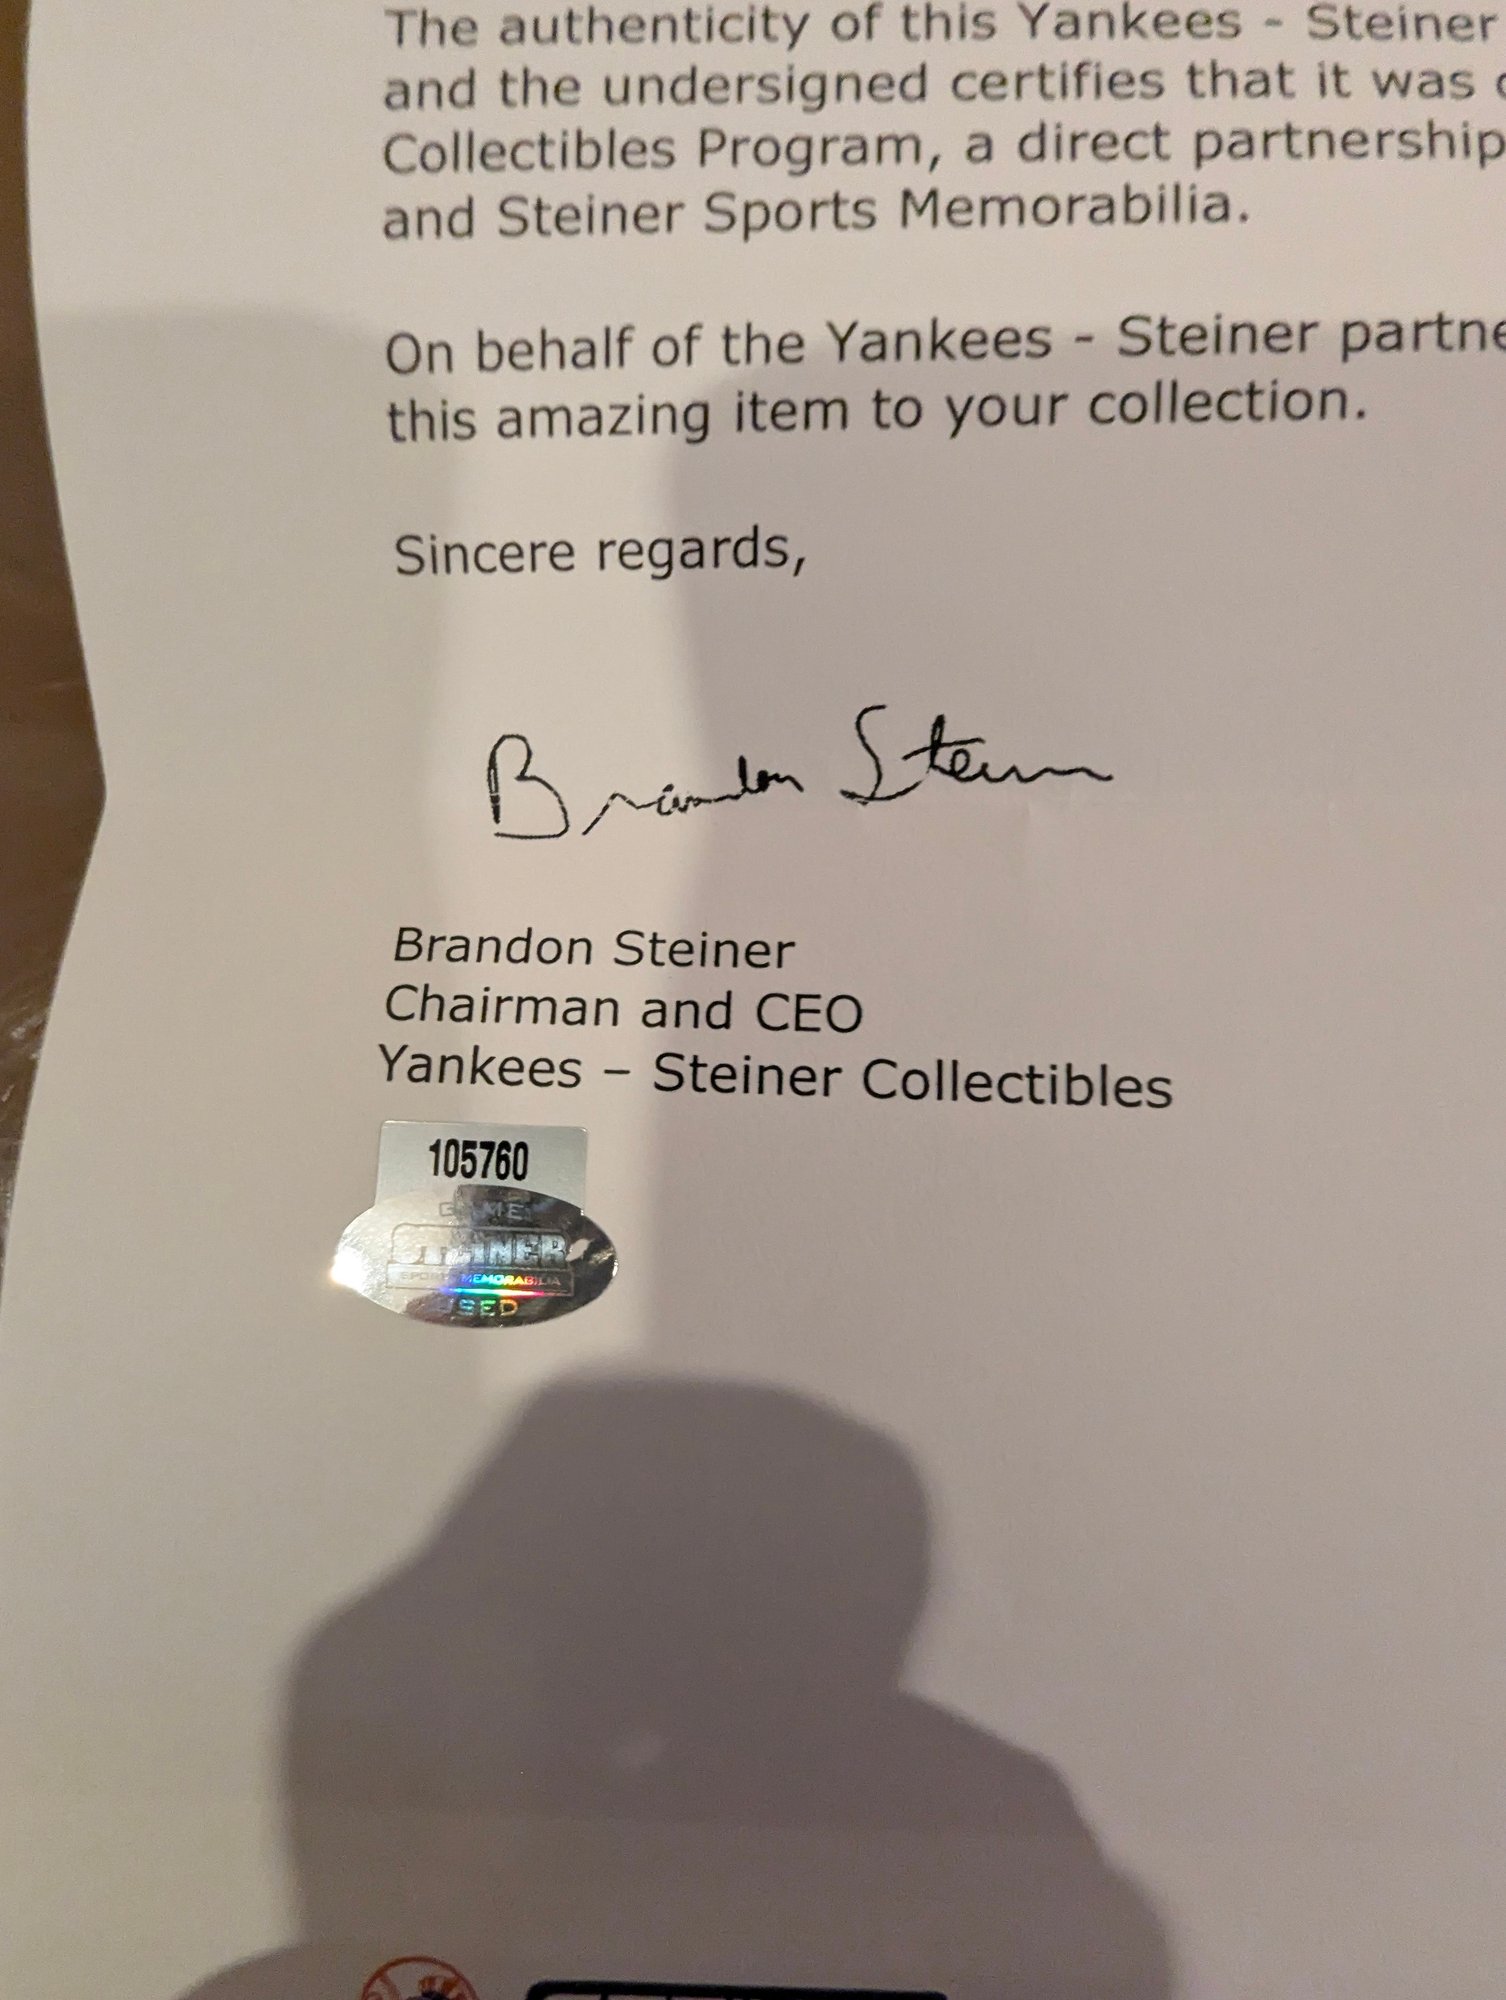 The authenticity of this Yankees - Steiner
and the undersigned certifies that it was
Collectibles Program, a direct partnership
and Steiner Sports Memorabilia.
On behalf of the Yankees - Steiner
this amazing item to your collection.
Sincere regards,
Brandon Steiner
Brandon Steiner
Chairman and CEO
Yankees – Steiner Collectibles
105760
GAME
STEINER
SPORTS MEMORABILIA
USED